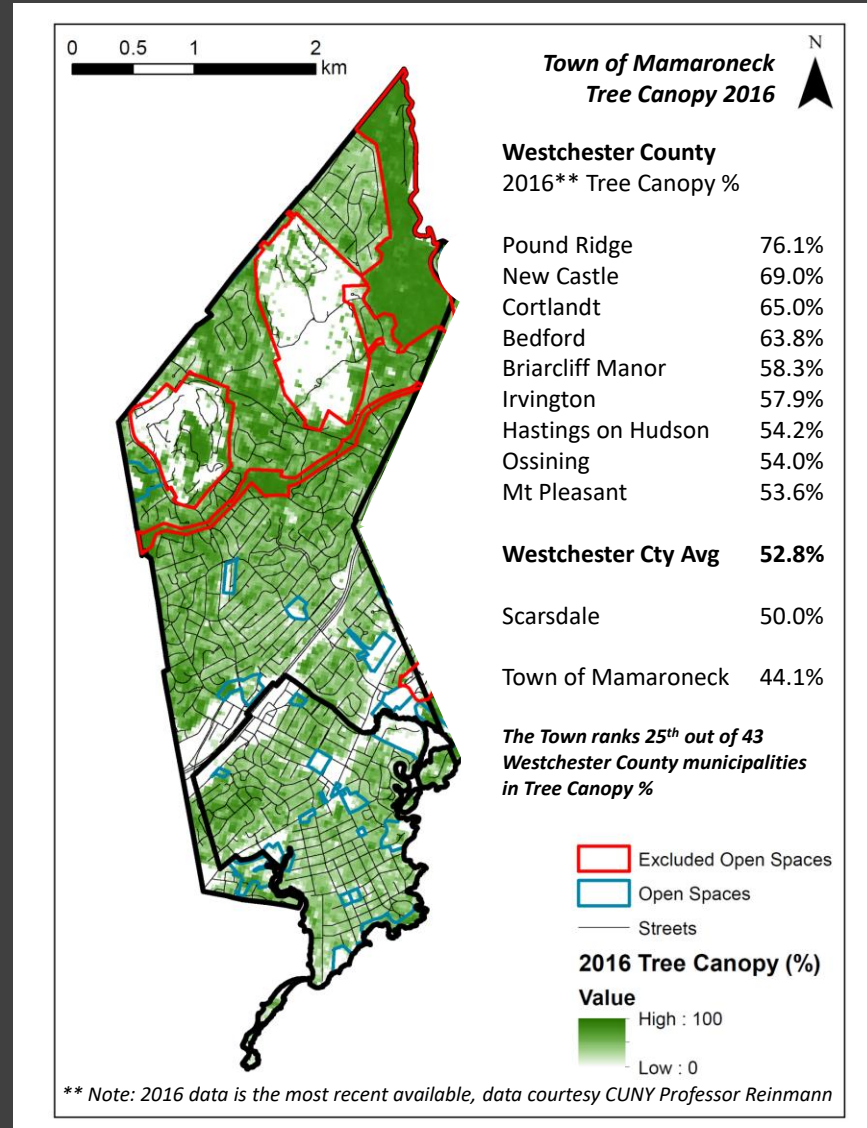 0 0.5 1 2
km
Town of Mamaroneck
Tree Canopy 2016
N
Westchester County
2016** Tree Canopy %
Pound Ridge 76.1%
New Castle 69.0%
Cortlandt 65.0%
Bedford 63.8%
Briarcliff Manor 58.3%
Irvington 57.9%
Hastings on Hudson 54.2%
Ossining 54.0%
Mt Pleasant 53.6%
Westchester Cty Avg 52.8%
Scarsdale 50.0%
Town of Mamaroneck 44.1%
The Town ranks 25th out of 43
Westchester County municipalities
in Tree Canopy %
Excluded Open Spaces
Open Spaces
Streets
2016 Tree Canopy (%)
Value
High : 100
Low : 0
** Note: 2016 data is the most recent available, data courtesy CUNY Professor Reinmann